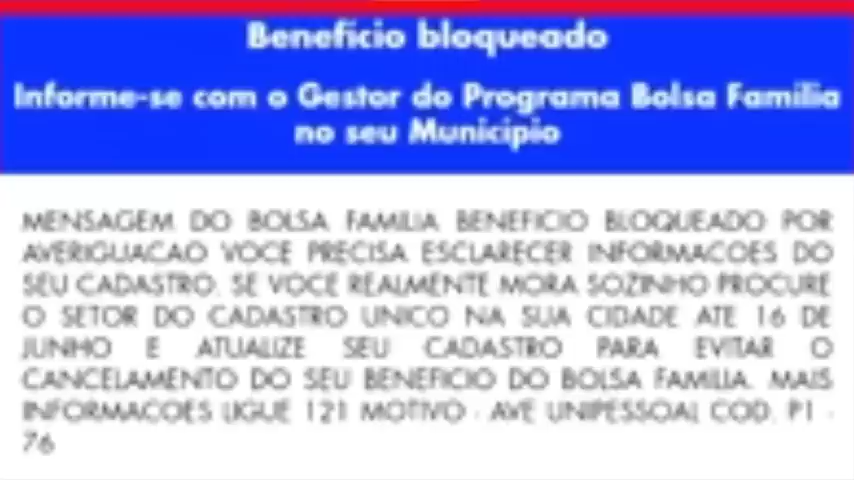 Benefício bloqueado
Informe-se com o Gestor do Programa Bolsa Família
no seu Município
MENSAGEM DO BOLSA FAMILIA BENEFICIO BLOQUEADO POR
AVERIGUACAO VOCE PRECISA ESCLARECER INFORMACOES DO
SEU CADASTRO. SE VOCE REALMENTE MORA SOZINHO PROCURE
O SETOR DO CADASTRO UNICO NA SUA CIDADE ATE 16 DE
JUNHO E ATUALIZE SEU CADASTRO PARA EVITAR O
CANCELAMENTO DO SEU BENEFICIO DO BOLSA FAMILIA. MAIS
INFORMACOES LIGUE 121 MOTIVO - AVE UNIPESSOAL COD. P1 -
76